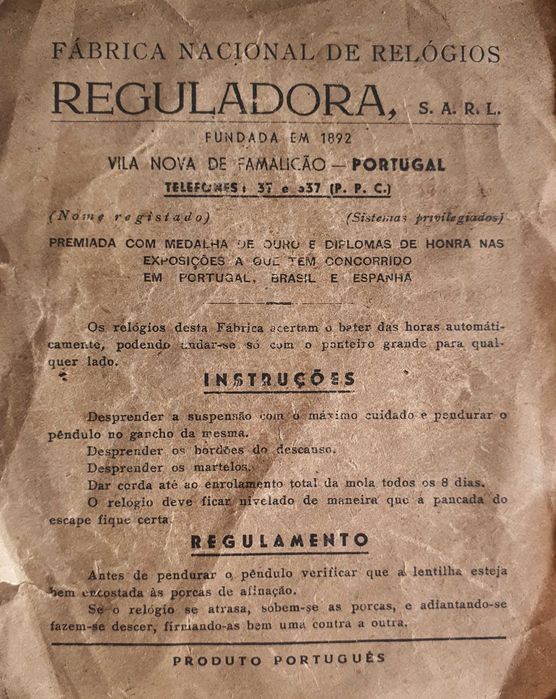 FÁBRICA NACIONAL DE RELÓGIOS
REGULADORA, S. A. R. L.
FUNDADA EM 1892
VILA NOVA DE FAMALICÃO — PORTUGAL
TELEFONES: 37 e 537 (P. P. C.)
(Nome registado) (Sistemas privilegiados)
PREMIADA COM MEDALHA DE OURO E DIPLOMAS DE HONRA NAS
EXPOSIÇÕES A QUE TEM CONCORRIDO
EM PORTUGAL, BRASIL E ESPANHA
Os relógios desta Fábrica acertam o bater das horas automáti-
camente, podendo andar-se só com o ponteiro grande para qual-
quer lado.
INSTRUÇÕES
Desprender a suspensão com o máximo cuidado e pendurar o
pêndulo no gancho da mesma.
Desprender os bordões do descanso.
Desprender os martelos.
Dar corda até ao enrolamento total da mola todos os 8 dias.
O relógio deve ficar nivelado de maneira que a pancada do
escape fique certa.
REGULAMENTO
Antes de pendurar o pêndulo verificar que a lentilha esteja
bem encostada às porcas de afinação.
Se o relógio se atrasa, sobem-se as porcas, e adiantando-se
fazem-se descer, firmando-as bem uma contra a outra.
PRODUTO PORTUGUÊS